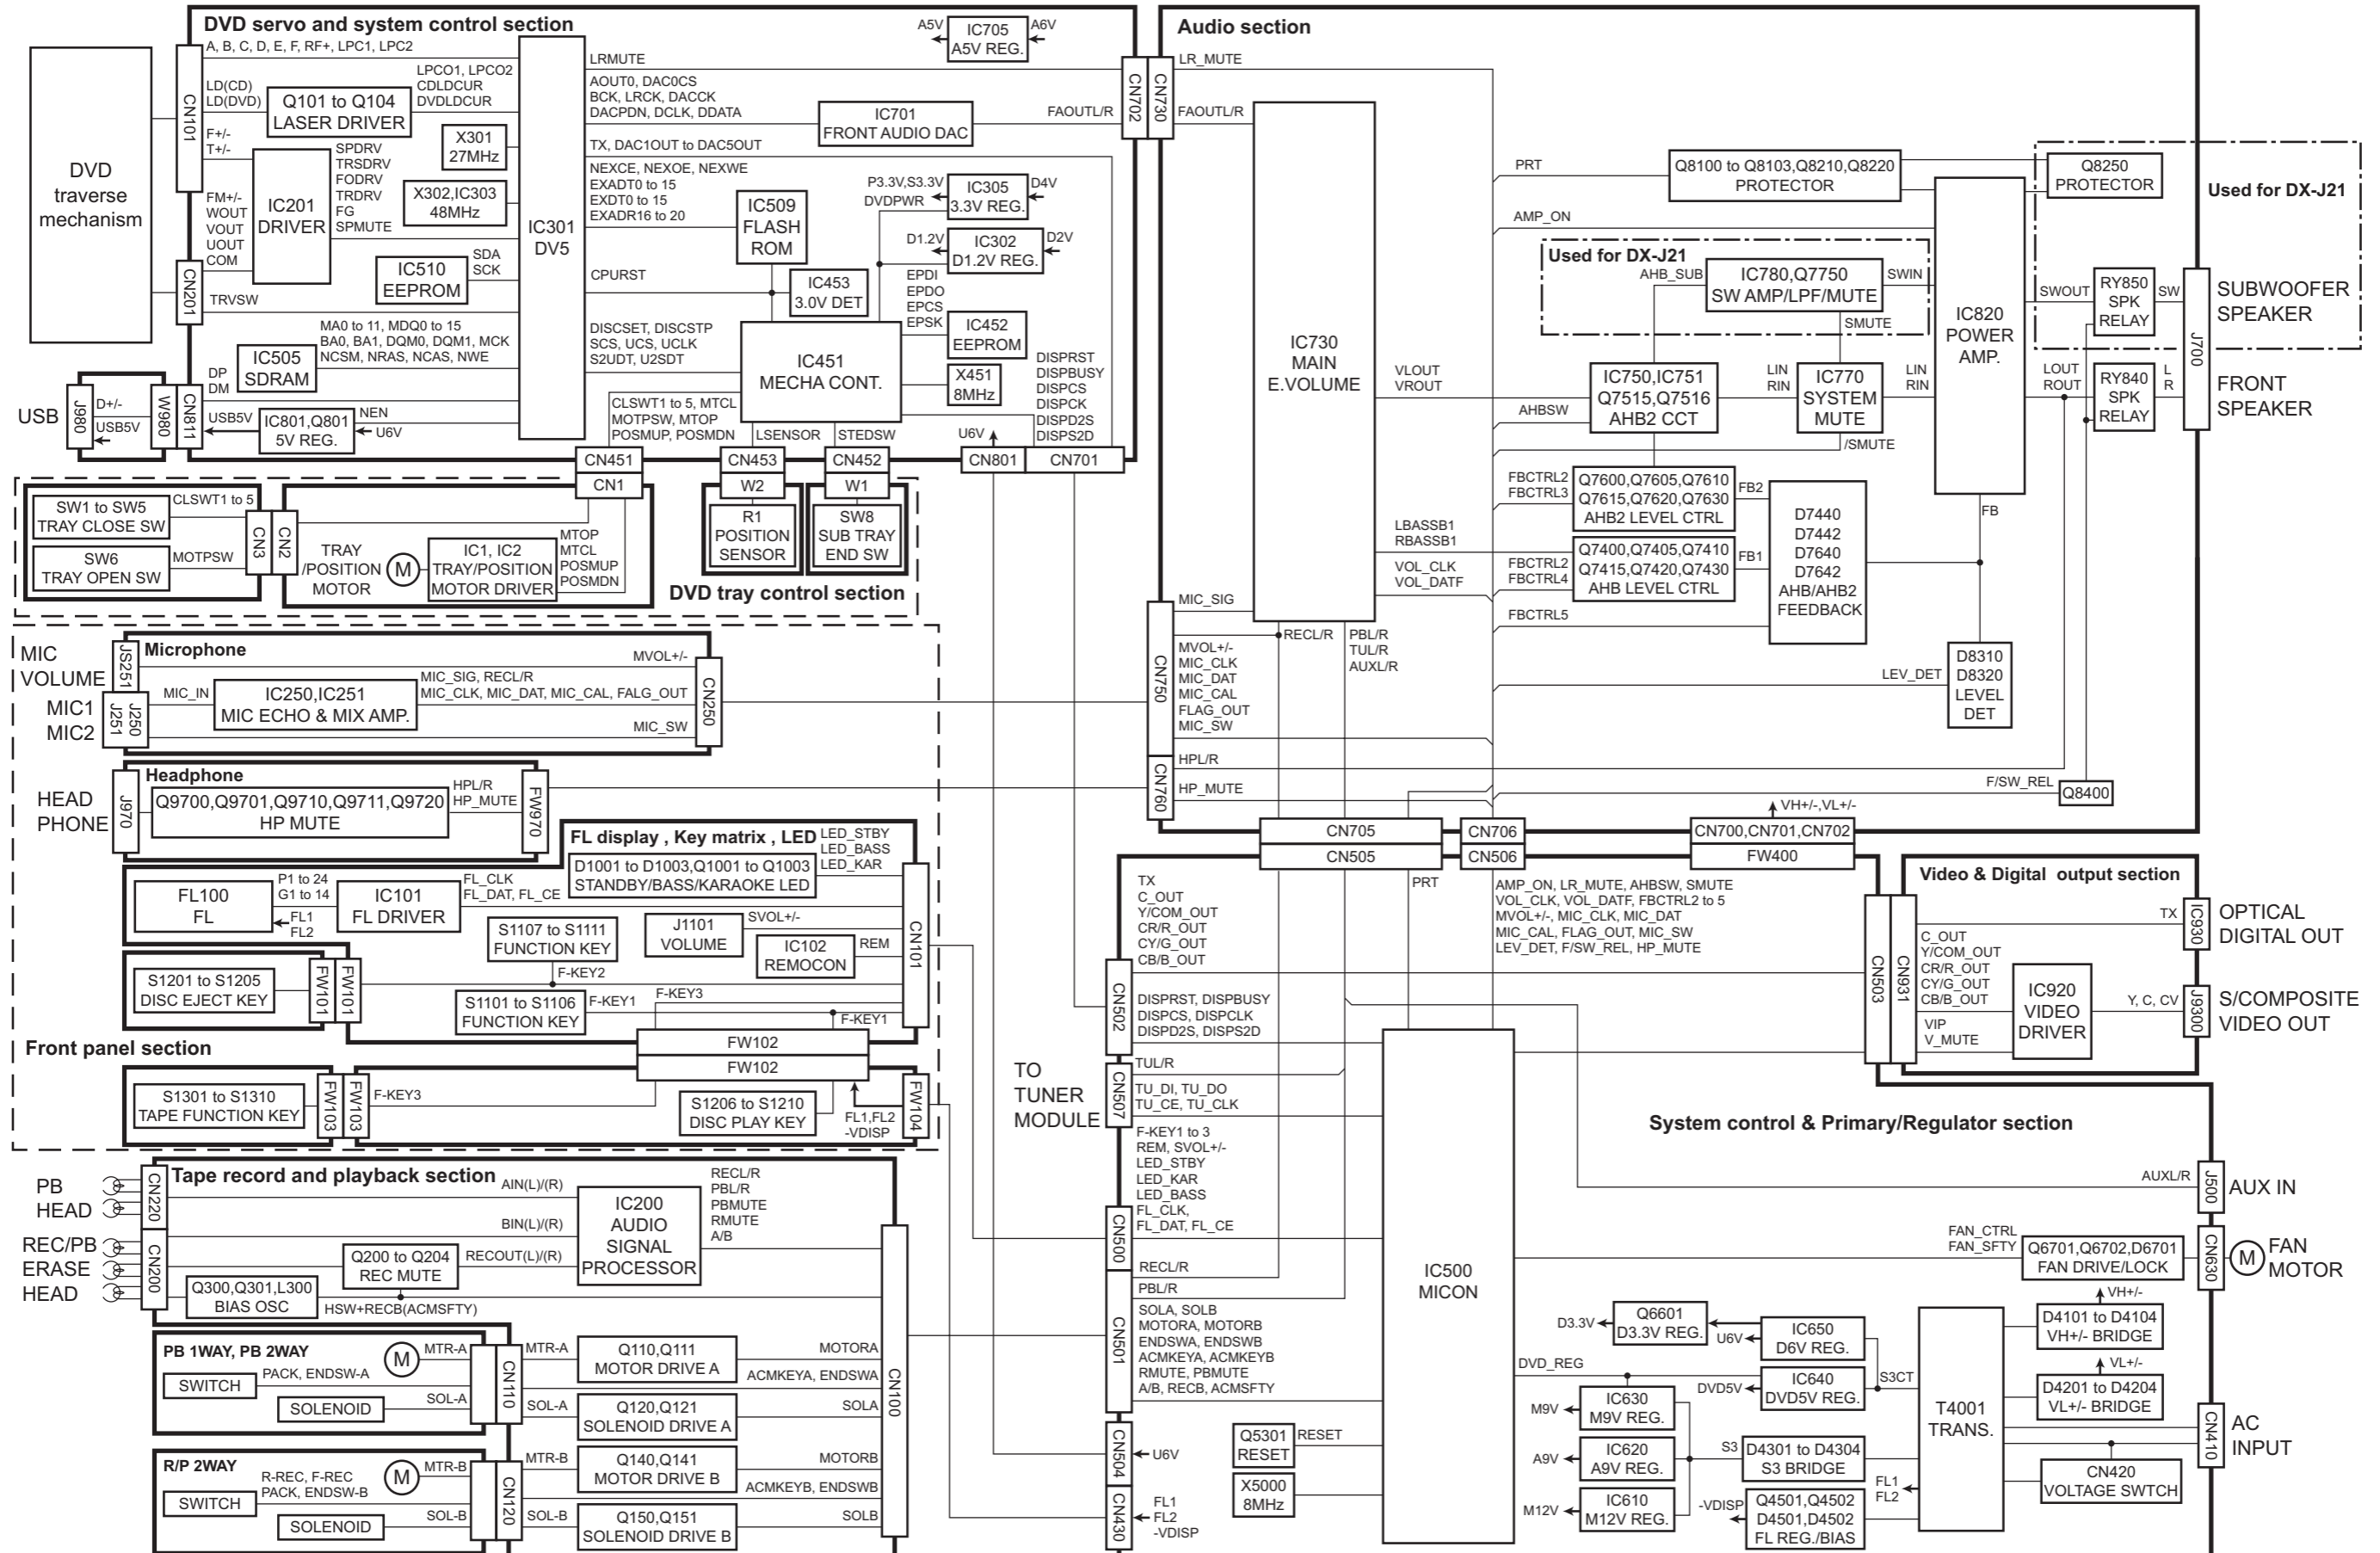 DVD servo and system control section
A, B, C, D, E, F, RF+, LPC1, LPC2
DVD
traverse
mechanism
CN101
LD(CD)
LD(DVD)
Q101 to Q104
LASER DRIVER
LPCO1, LPCO2
CDLDCUR
DVDLDCUR
F+/-
T+/-
FM+/-
WOUT
VOUT
UOUT
COM
IC201
DRIVER
SPDRV
TRSDRV
FODRV
TRDRV
FG
SPMUTE
X301
27MHz
X302,IC303
48MHz
IC510
EEPROM
SDA
SCK
CN201
TRVSW
MA0 to 11, MDQ0 to 15
BA0, BA1, DQM0, DQM1, MCK
NCSM, NRAS, NCAS, NWE
IC505
SDRAM
USB
J980
D+/-
USB5V
W980
CN811
DP
DM
USB5V
IC801,Q801
5V REG.
NEN
U6V
IC301
DV5
LRMUTE
AOUT0, DAC0CS
BCK, LRCK, DACCK
DACPDN, DCLK, DDATA
IC701
FRONT AUDIO DAC
FAOUTL/R
TX, DAC1OUT to DAC5OUT
NEXCE, NEXOE, NEXWE
EXADT0 to 15
EXDT0 to 15
EXADR16 to 20
IC509
FLASH
ROM
CPURST
IC453
3.0V DET
DISCSET, DISCSTP
SCS, UCS, UCLK
S2UDT, U2SDT
IC451
MECHA CONT.
A5V
IC705
A5V REG.
A6V
P3.3V,S3.3V
DVDPWR
IC305
3.3V REG.
D4V
D1.2V
IC302
D1.2V REG.
D2V
EPDI
EPDO
EPCS
EPSK
IC452
EEPROM
X451
8MHz
DISPRST
DISPBUSY
DISPCS
DISPCK
DISPD2S
DISPS2D
CLSWT1 to 5, MTCL
MOTPSW, MTOP
POSMUP, POSMDN
LSENSOR
STEDSW
U6V
CN451
CN453
CN452
CN801
CN701
CN702
CN730
Audio section
LR_MUTE
FAOUTL/R
IC730
MAIN
E.VOLUME
PRT
Q8100 to Q8103,Q8210, Q8220
PROTECTOR
Q8250
PROTECTOR
Used for DX-J21
AMP_ON
Used for DX-J21
AHB_SUB
IC780,Q7750
SW AMP/LPF/MUTE
SWIN
SMUTE
IC820
POWER
AMP.
SWOUT
RY850
SPK
RELAY
SW
J700
SUBWOOFER
SPEAKER
VLOUT
VROUT
AHBSW
IC750,IC751
Q7515,Q7516
AHB2 CCT
LIN
RIN
IC770
SYSTEM
MUTE
LIN
RIN
/SMUTE
LOUT
ROUT
RY840
SPK
RELAY
L
R
FRONT
SPEAKER
FBCTRL2
FBCTRL3
Q7600,Q7605,Q7610
Q7615,Q7620,Q7630
AHB2 LEVEL CTRL
FB2
LBASSB1
RBASSB1
VOL_CLK
VOL_DATF
FBCTRL2
FBCTRL4
Q7400,Q7405,Q7410
Q7415,Q7420,Q7430
AHB LEVEL CTRL
FB1
D7440
D7442
D7640
D7642
AHB/AHB2
FEEDBACK
FB
FBCTRL5
LEV_DET
D8310
D8320
LEVEL
DET
F/SW_REL
Q8400
VH+/-,VL+/-
MIC_SIG
RECL/R
PBL/R
TUL/R
AUXL/R
CN750
MVOL+/-
MIC_CLK
MIC_DAT
MIC_CAL
FLAG_OUT
MIC_SW
CN760
HPL/R
HP_MUTE
CN705
CN706
CN700,CN701,CN702
CN505
CN506
FW400
SW1 to SW5
TRAY CLOSE SW
CLSWT1 to 5
SW6
TRAY OPEN SW
MOTPSW
CN3
CN2
CN1
TRAY
/POSITION
MOTOR
M
IC1, IC2
TRAY/POSITION
MOTOR DRIVER
MTOP
MTCL
POSMUP
POSMDN
W2
R1
POSITION
SENSOR
W1
SW8
SUB TRAY
END SW
DVD tray control section
MIC
VOLUME
JS251
Microphone
MVOL+/-
MIC1
MIC2
J250
J251
MIC_IN
IC250,IC251
MIC ECHO & MIX AMP.
MIC_SIG, RECL/R
MIC_CLK, MIC_DAT, MIC_CAL, FALG_OUT
MIC_SW
CN250
Headphone
HEAD
PHONE
J970
Q9700,Q9701,Q9710,Q9711,Q9720
HP MUTE
HPL/R
HP_MUTE
FW970
FL display , Key matrix , LED
D1001 to D1003,Q1001 to Q1003
STANDBY/BASS/KARAOKE LED
LED_STBY
LED_BASS
LED_KAR
FL100
FL
P1 to 24
G1 to 14
FL1
FL2
IC101
FL DRIVER
FL_CLK
FL_DAT, FL_CE
S1107 to S1111
FUNCTION KEY
J1101
VOLUME
SVOL+/-
IC102
REMOCON
REM
CN101
F-KEY2
S1201 to S1205
DISC EJECT KEY
FW101
FW101
S1101 to S1106
FUNCTION KEY
F-KEY1
F-KEY3
F-KEY1
FW102
FW102
Front panel section
S1301 to S1310
TAPE FUNCTION KEY
FW103
FW103
F-KEY3
S1206 to S1210
DISC PLAY KEY
FL1,FL2
-VDISP
FW104
Tape record and playback section
PB
HEAD
CN220
AIN(L)/(R)
REC/PB
ERASE
HEAD
CN200
BIN(L)/(R)
Q200 to Q204
REC MUTE
RECOUT(L)/(R)
IC200
AUDIO
SIGNAL
PROCESSOR
RECL/R
PBL/R
PBMUTE
RMUTE
A/B
Q300,Q301,L300
BIAS OSC
HSW+RECB(ACMSFTY)
PB 1WAY, PB 2WAY
M
MTR-A
SWITCH
PACK, ENDSW-A
SOLENOID
SOL-A
CN110
MTR-A
Q110,Q111
MOTOR DRIVE A
MOTORA
ACMKEYA, ENDSWA
SOL-A
Q120,Q121
SOLENOID DRIVE A
SOLA
CN100
R/P 2WAY
M
MTR-B
R-REC, F-REC
PACK, ENDSW-B
SWITCH
SOLENOID
SOL-B
CN120
MTR-B
Q140,Q141
MOTOR DRIVE B
MOTORB
ACMKEYB, ENDSWB
SOL-B
Q150,Q151
SOLENOID DRIVE B
SOLB
TX
C_OUT
Y/COM_OUT
CR/R_OUT
CY/G_OUT
CB/B_OUT
CN502
DISPRST, DISPBUSY
DISPCS, DISPCLK
DISPD2S, DISPS2D
TO
TUNER
MODULE
CN507
TUL/R
TU_DI, TU_DO
TU_CE, TU_CLK
F-KEY1 to 3
REM, SVOL+/-
LED_STBY
LED_KAR
LED_BASS
FL_CLK,
FL_DAT, FL_CE
CN500
RECL/R
PBL/R
CN501
SOLA, SOLB
MOTORA, MOTORB
ENDSWA, ENDSWB
ACMKEYA, ACMKEYB
RMUTE, PBMUTE
A/B, RECB, ACMSFTY
CN504
U6V
CN430
FL1
FL2
-VDISP
Q5301
RESET
RESET
X5000
8MHz
PRT
AMP_ON, LR_MUTE, AHBSW, SMUTE
VOL_CLK, VOL_DATF, FBCTRL2 to 5
MVOL+/-, MIC_CLK, MIC_DAT
MIC_CAL, FLAG_OUT, MIC_SW
LEV_DET, F/SW_REL, HP_MUTE
IC500
MICON
CN503
CN931
Video & Digital output section
TX
IC930
OPTICAL
DIGITAL OUT
C_OUT
Y/COM_OUT
CR/R_OUT
CY/G_OUT
CB/B_OUT
VIP
V_MUTE
IC920
VIDEO
DRIVER
Y, C, CV
J9300
S/COMPOSITE
VIDEO OUT
System control & Primary/Regulator section
AUXL/R
J500
AUX IN
FAN_CTRL
FAN_SFTY
Q6701,Q6702,D6701
FAN DRIVE/LOCK
CN630
M
FAN
MOTOR
D3.3V
Q6601
D3.3V REG.
U6V
IC650
D6V REG.
DVD_REG
DVD5V
IC640
DVD5V REG.
S3CT
M9V
IC630
M9V REG.
A9V
IC620
A9V REG.
M12V
IC610
M12V REG.
S3
D4301 to D4304
S3 BRIDGE
-VDISP
Q4501,Q4502
D4501,D4502
FL REG./BIAS
FL1
FL2
T4001
TRANS.
VH+/-
D4101 to D4104
VH+/- BRIDGE
VL+/-
D4201 to D4204
VL+/- BRIDGE
CN410
AC
INPUT
CN420
VOLTAGE SWTCH